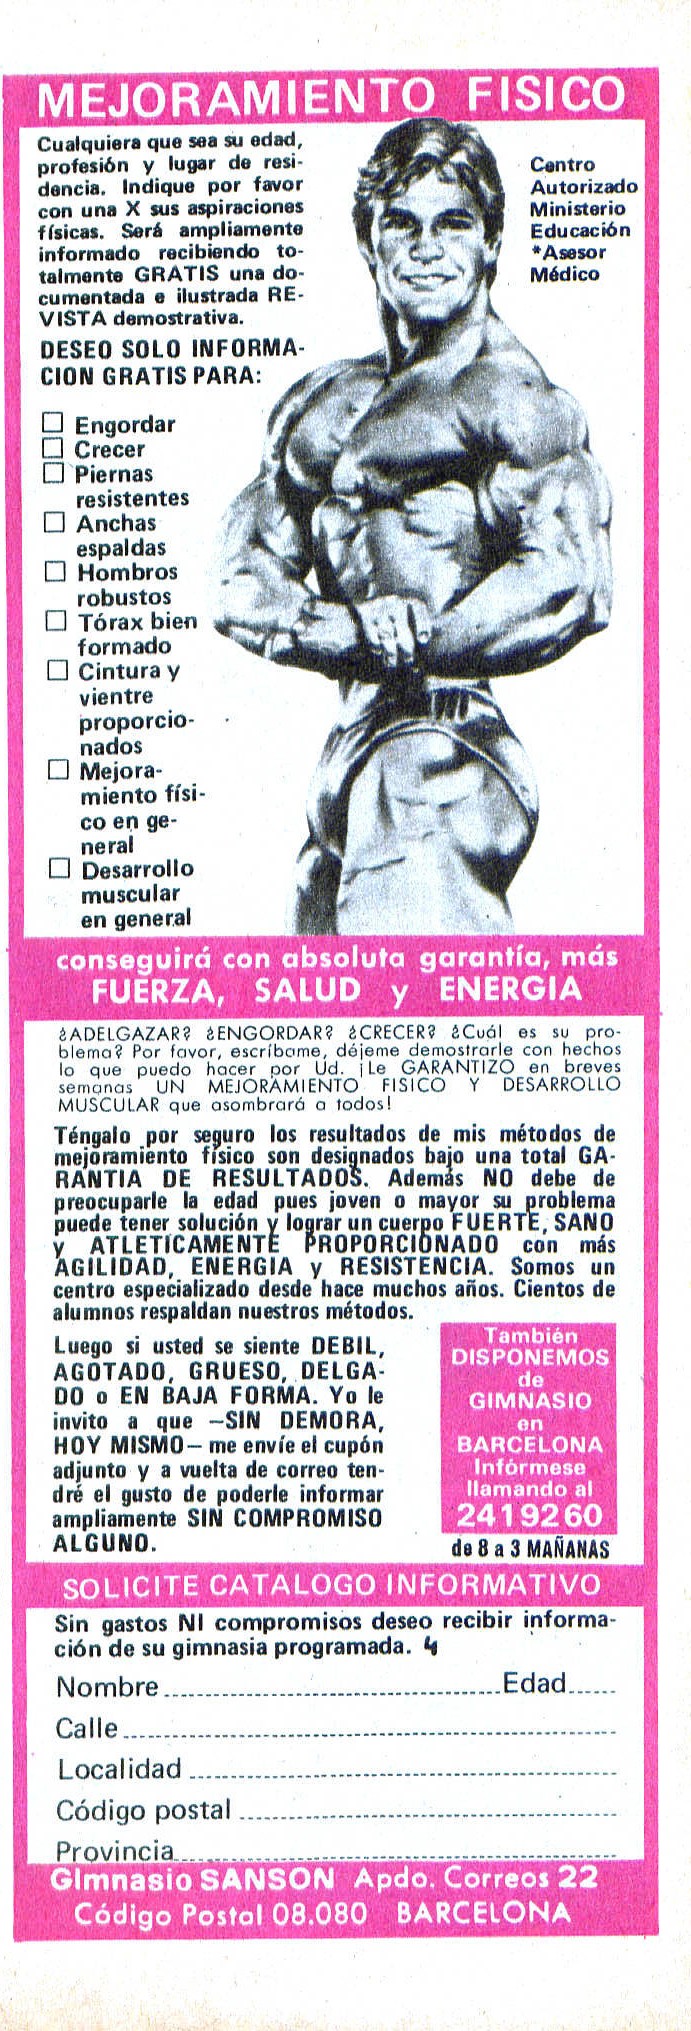 MEJORAMIENTO FISICO
Cualquiera que sea su edad,
profesión y lugar de resi-
dencia. Indique por favor
con una X sus aspiraciones
físicas. Será ampliamente
informado recibiendo to-
talmente GRATIS una do-
cumentada e ilustrada RE-
VISTA demostrativa.
DESEO SOLO INFORMA-
CION GRATIS PARA:
Centro
Autorizado
Ministerio
Educación
*Asesor
Médico
Engordar
Crecer
Piernas
resistentes
Anchas
espaldas
Hombros
robustos
Tórax bien
formado
Cintura y
vientre
proporcio-
nados
Mejora-
miento físi-
co en ge-
neral
Desarrollo
muscular
en general
conseguirá con absoluta garantía, más
FUERZA, SALUD y ENERGIA
¿ADELGAZAR? ¿ENGORDAR? ¿CRECER? ¿Cuál es su pro-
blema? Por favor, escríbame, déjeme demostrarle con hechos
lo que puedo hacer por Ud. ¡Le GARANTIZO en breves
semanas UN MEJORAMIENTO FISICO Y DESARROLLO
MUSCULAR que asombrará a todos!
Téngalo por seguro los resultados de mis métodos de
mejoramiento físico son designados bajo una total GA-
RANTIA DE RESULTADOS. Además NO debe de
preocuparle la edad pues joven o mayor su problema
puede tener solución y lograr un cuerpo FUERTE, SANO
y ATLETICAMENTE PROPORCIONADO con más
AGILIDAD, ENERGIA y RESISTENCIA. Somos un
centro especializado desde hace muchos años. Cientos de
alumnos respaldan nuestros métodos.
Luego si usted se siente DEBIL,
AGOTADO, GRUESO, DELGA-
DO o EN BAJA FORMA. Yo le
invito a que —SIN DEMORA,
HOY MISMO— me envíe el cupón
adjunto y a vuelta de correo ten-
dré el gusto de poderle informar
ampliamente SIN COMPROMISO
ALGUNO.
También
DISPONEMOS
de
GIMNASIO
en
BARCELONA
Infórmese
llamando al
241 92 60
de 8 a 3 MAÑANAS
SOLICITE CATALOGO INFORMATIVO
Sin gastos NI compromisos deseo recibir informa-
ción de su gimnasia programada. 4
Nombre Edad
Calle
Localidad
Código postal
Provincia
Gimnasio SANSON Apdo. Correos 22
Código Postal 08.080 BARCELONA